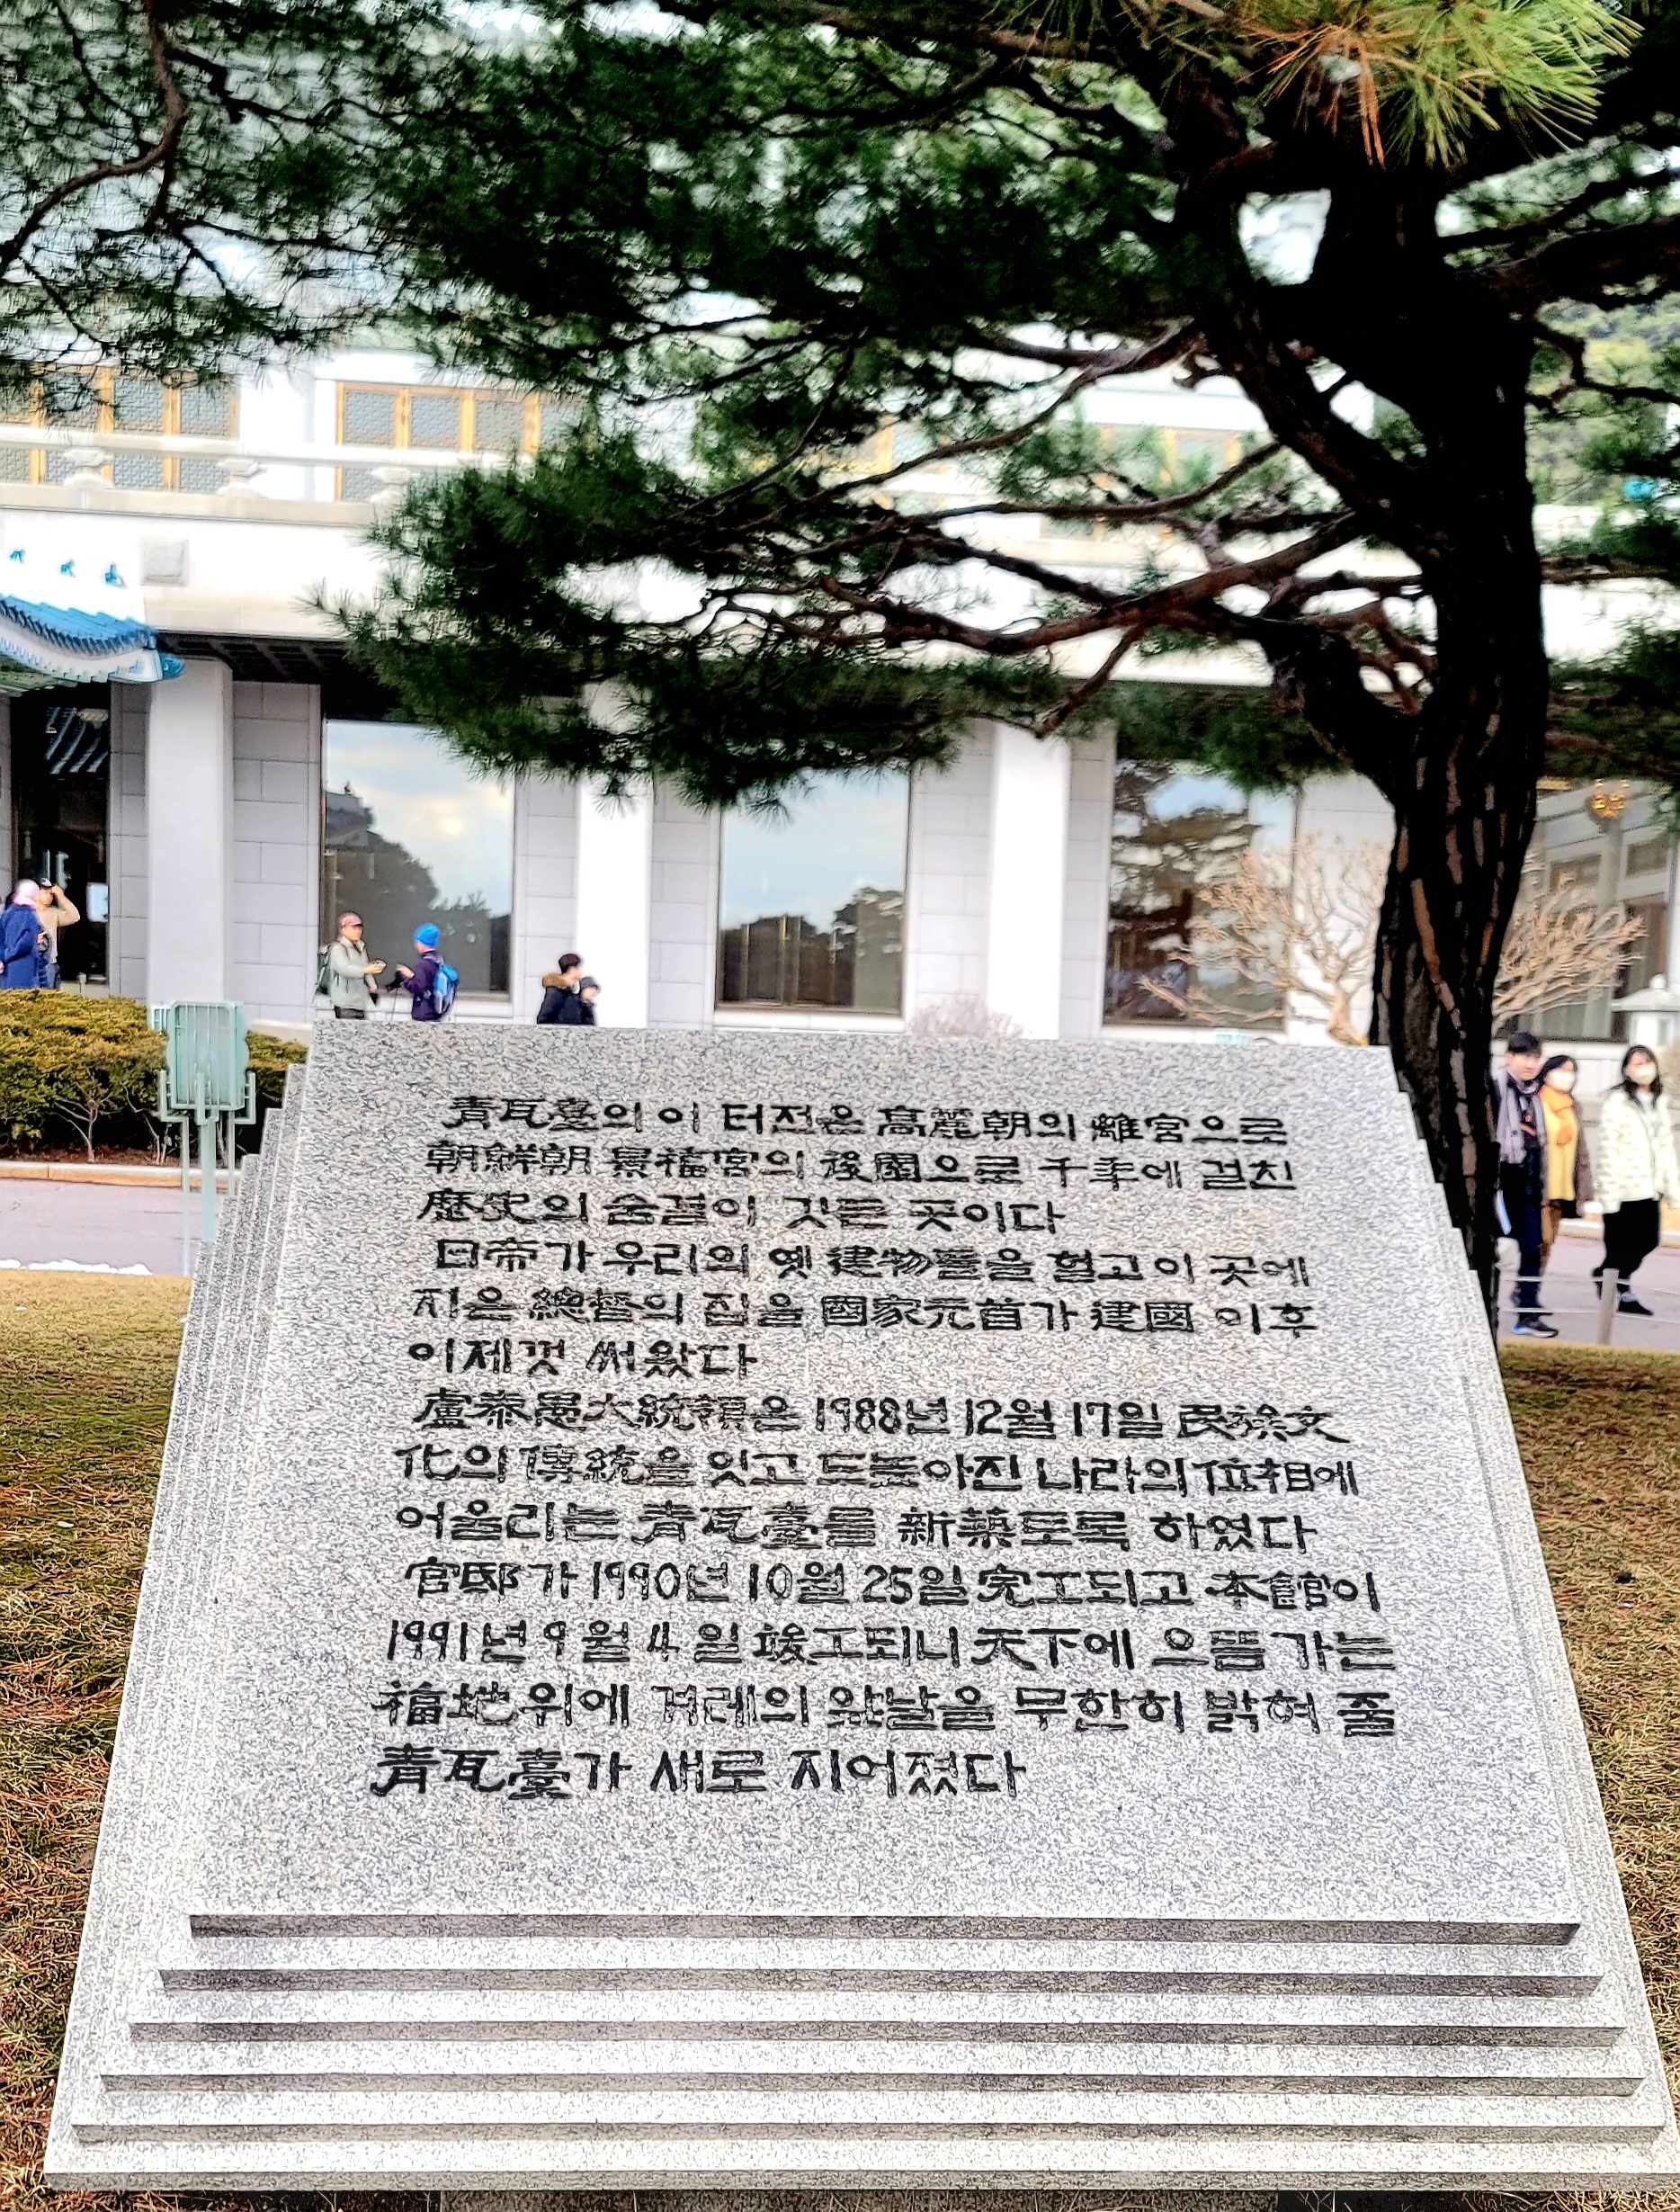 靑瓦臺의 이 터전은 高麗朝의 離宮으로
朝鮮朝 景福宮의 後園으로 千年에 걸친
歷史의 숨결이 깃든 곳이다
日帝가 우리의 옛 建物들을 헐고 이 곳에
지은 總督의 집을 國家元首가 建國 이후
이제껏 써왔다
盧泰愚大統領은 1988년 12월 17일 民族文
化의 傳統을 잇고 드높아진 나라의 位相에
어울리는 靑瓦臺를 新築토록 하였다
官邸가 1990년 10월 25일 完工되고 本館이
1991년 9월 4일 竣工되니 天下에 으뜸가는
福地 위에 겨레의 앞날을 무한히 밝혀 줄
靑瓦臺가 새로 지어졌다